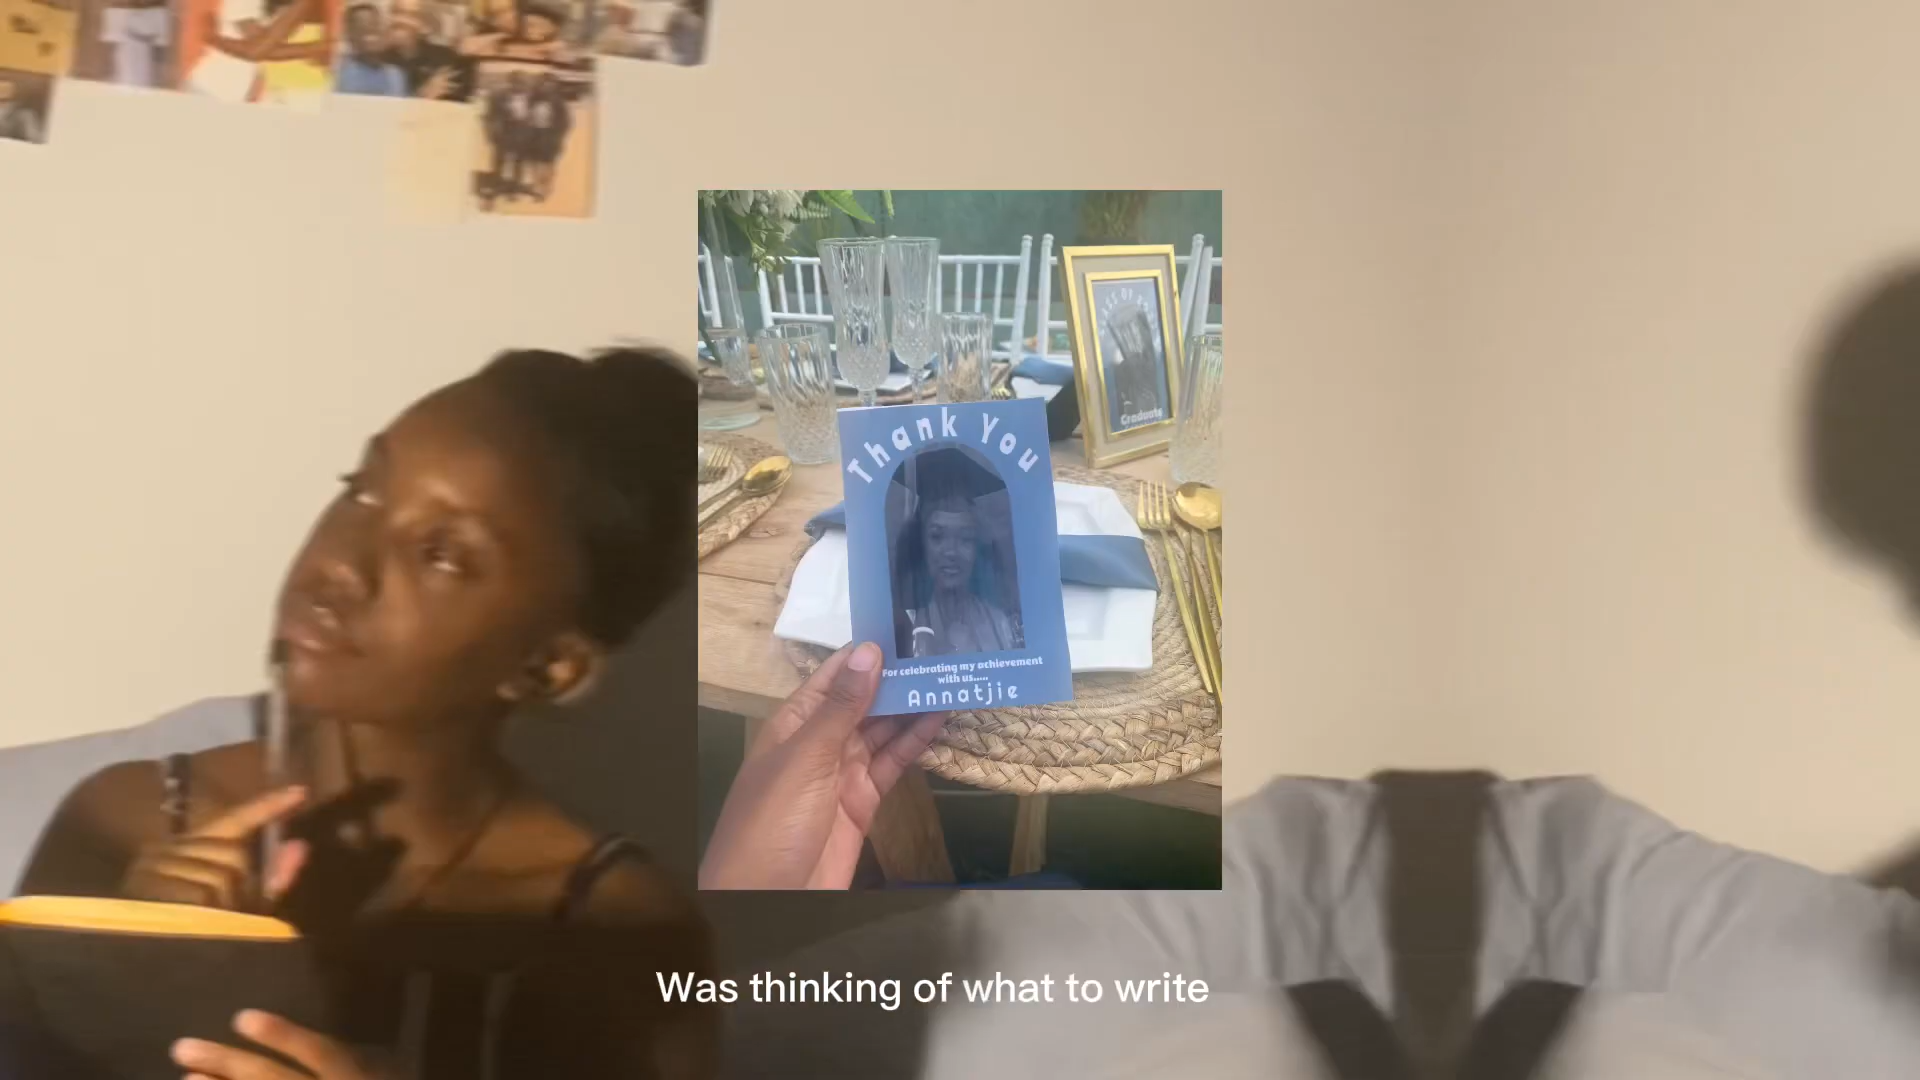 Thank You
For celebrating my achievement
with us.....
Annatjie
Graduate
Was thinking of what to write